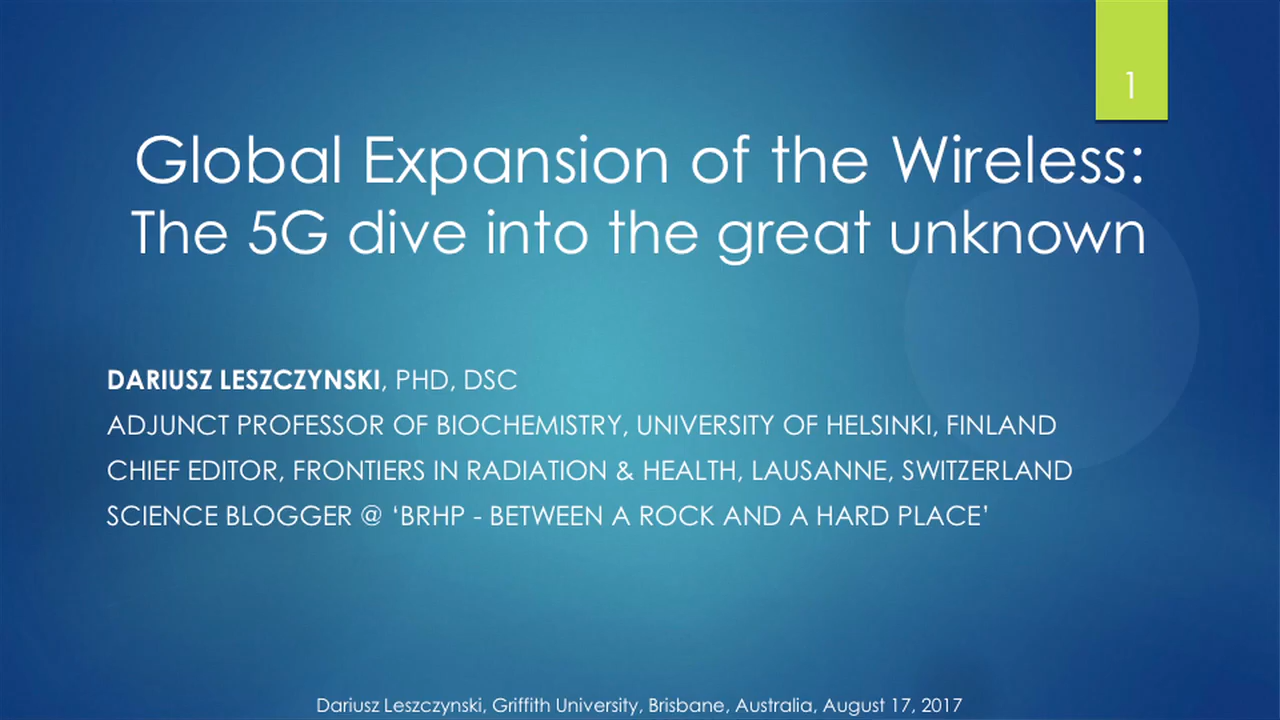 1
Global Expansion of the Wireless:
The 5G dive into the great unknown
DARIUSZ LESZCZYNSKI, PHD, DSC
ADJUNCT PROFESSOR OF BIOCHEMISTRY, UNIVERSITY OF HELSINKI, FINLAND
CHIEF EDITOR, FRONTIERS IN RADIATION & HEALTH, LAUSANNE, SWITZERLAND
SCIENCE BLOGGER @ ‘BRHP - BETWEEN A ROCK AND A HARD PLACE’
Dariusz Leszczynski, Griffith University, Brisbane, Australia, August 17, 2017